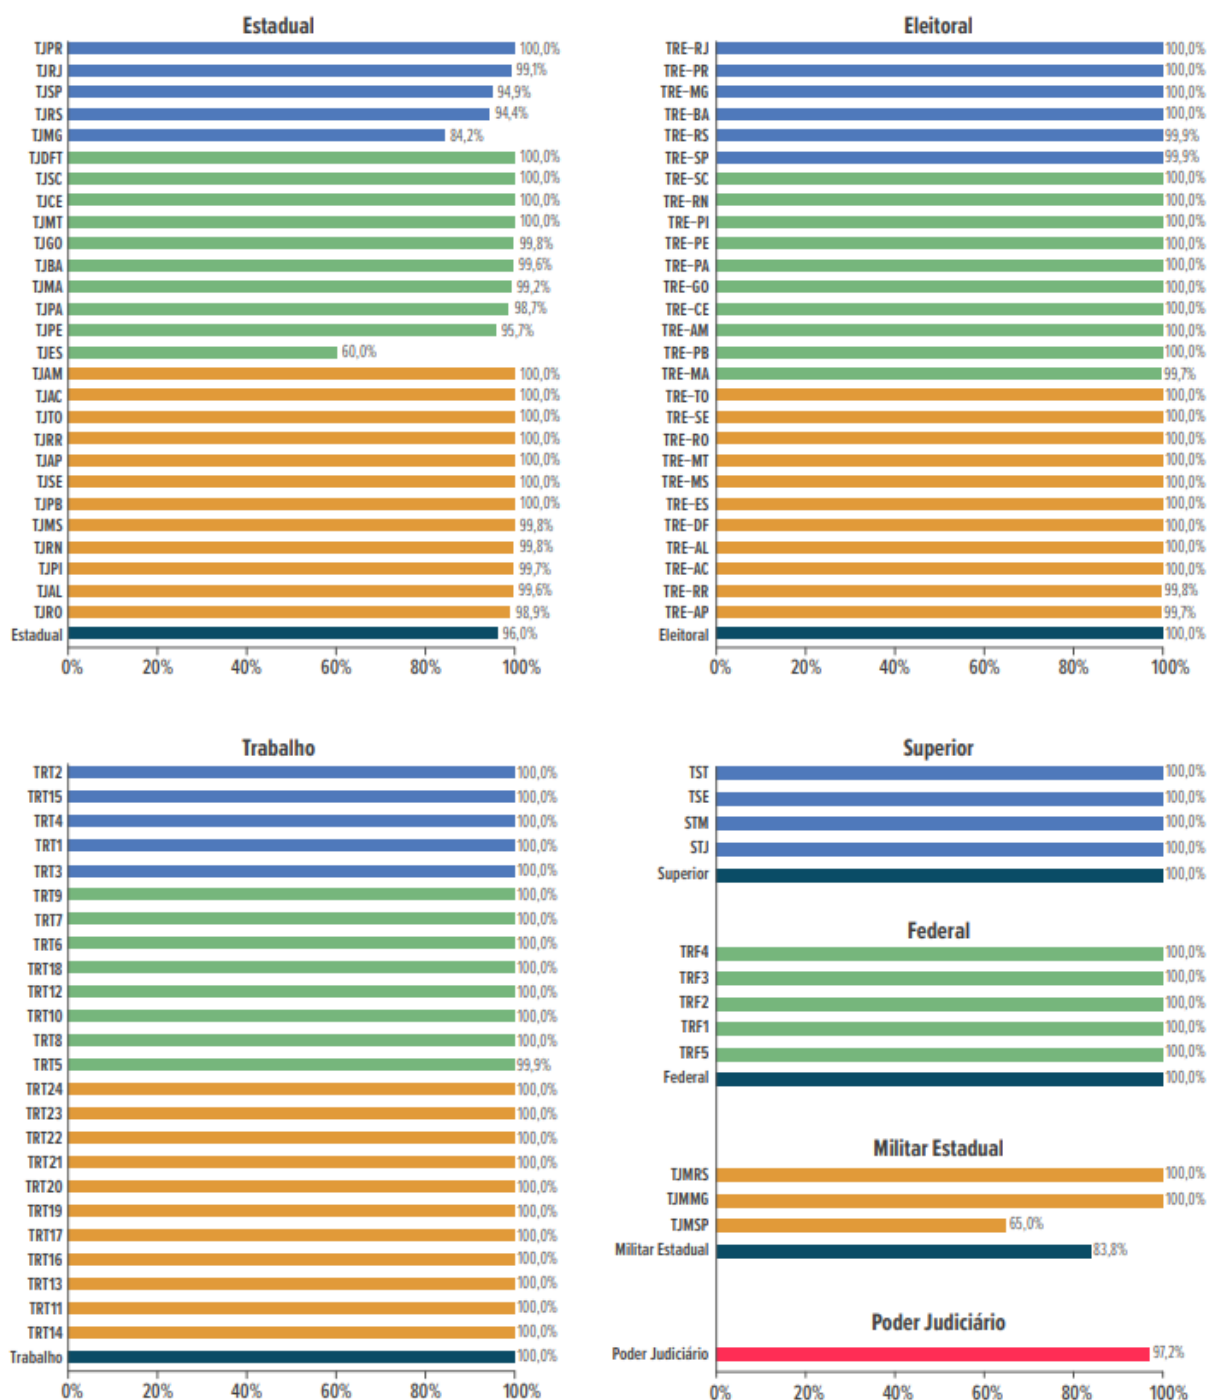 Estadual
TJPR 100,0%
TJRJ 99,1%
TJSP 94,9%
TJRS 94,4%
TJMG 84,2%
TJDFT 100,0%
TJSC 100,0%
TJCE 100,0%
TJMT 100,0%
TJGO 99,8%
TJBA 99,6%
TJMA 99,2%
TJPA 98,7%
TJPE 95,7%
TJES 60,0%
TJAM 100,0%
TJAC 100,0%
TJTO 100,0%
TJRR 100,0%
TJAP 100,0%
TJSE 100,0%
TJPB 100,0%
TJMS 99,8%
TJRN 99,8%
TJPI 99,7%
TJAL 99,6%
TJRO 98,9%
Estadual 96,0%
0% 20% 40% 60% 80% 100%
Eleitoral
TRE-RJ 100,0%
TRE-PR 100,0%
TRE-MG 100,0%
TRE-BA 100,0%
TRE-RS 99,9%
TRE-SP 99,9%
TRE-SC 100,0%
TRE-RN 100,0%
TRE-PI 100,0%
TRE-PE 100,0%
TRE-PA 100,0%
TRE-GO 100,0%
TRE-CE 100,0%
TRE-AM 100,0%
TRE-PB 100,0%
TRE-MA 99,7%
TRE-TO 100,0%
TRE-SE 100,0%
TRE-RO 100,0%
TRE-MT 100,0%
TRE-MS 100,0%
TRE-ES 100,0%
TRE-DF 100,0%
TRE-AL 100,0%
TRE-AC 100,0%
TRE-RR 99,8%
TRE-AP 99,7%
Eleitoral 100,0%
0% 20% 40% 60% 80% 100%
Trabalho
TRT2 100,0%
TRT15 100,0%
TRT4 100,0%
TRT1 100,0%
TRT3 100,0%
TRT9 100,0%
TRT7 100,0%
TRT6 100,0%
TRT18 100,0%
TRT12 100,0%
TRT10 100,0%
TRT8 100,0%
TRT5 99,9%
TRT24 100,0%
TRT23 100,0%
TRT22 100,0%
TRT21 100,0%
TRT20 100,0%
TRT19 100,0%
TRT17 100,0%
TRT16 100,0%
TRT13 100,0%
TRT11 100,0%
TRT14 100,0%
Trabalho 100,0%
0% 20% 40% 60% 80% 100%
Superior
TST 100,0%
TSE 100,0%
STM 100,0%
STJ 100,0%
Superior 100,0%
Federal
TRF4 100,0%
TRF3 100,0%
TRF2 100,0%
TRF1 100,0%
TRF5 100,0%
Federal 100,0%
Militar Estadual
TJMRS 100,0%
TJMMG 100,0%
TJMSP 65,0%
Militar Estadual 83,8%
Poder Judiciário
Poder Judiciário 97,2%
0% 20% 40% 60% 80% 100%